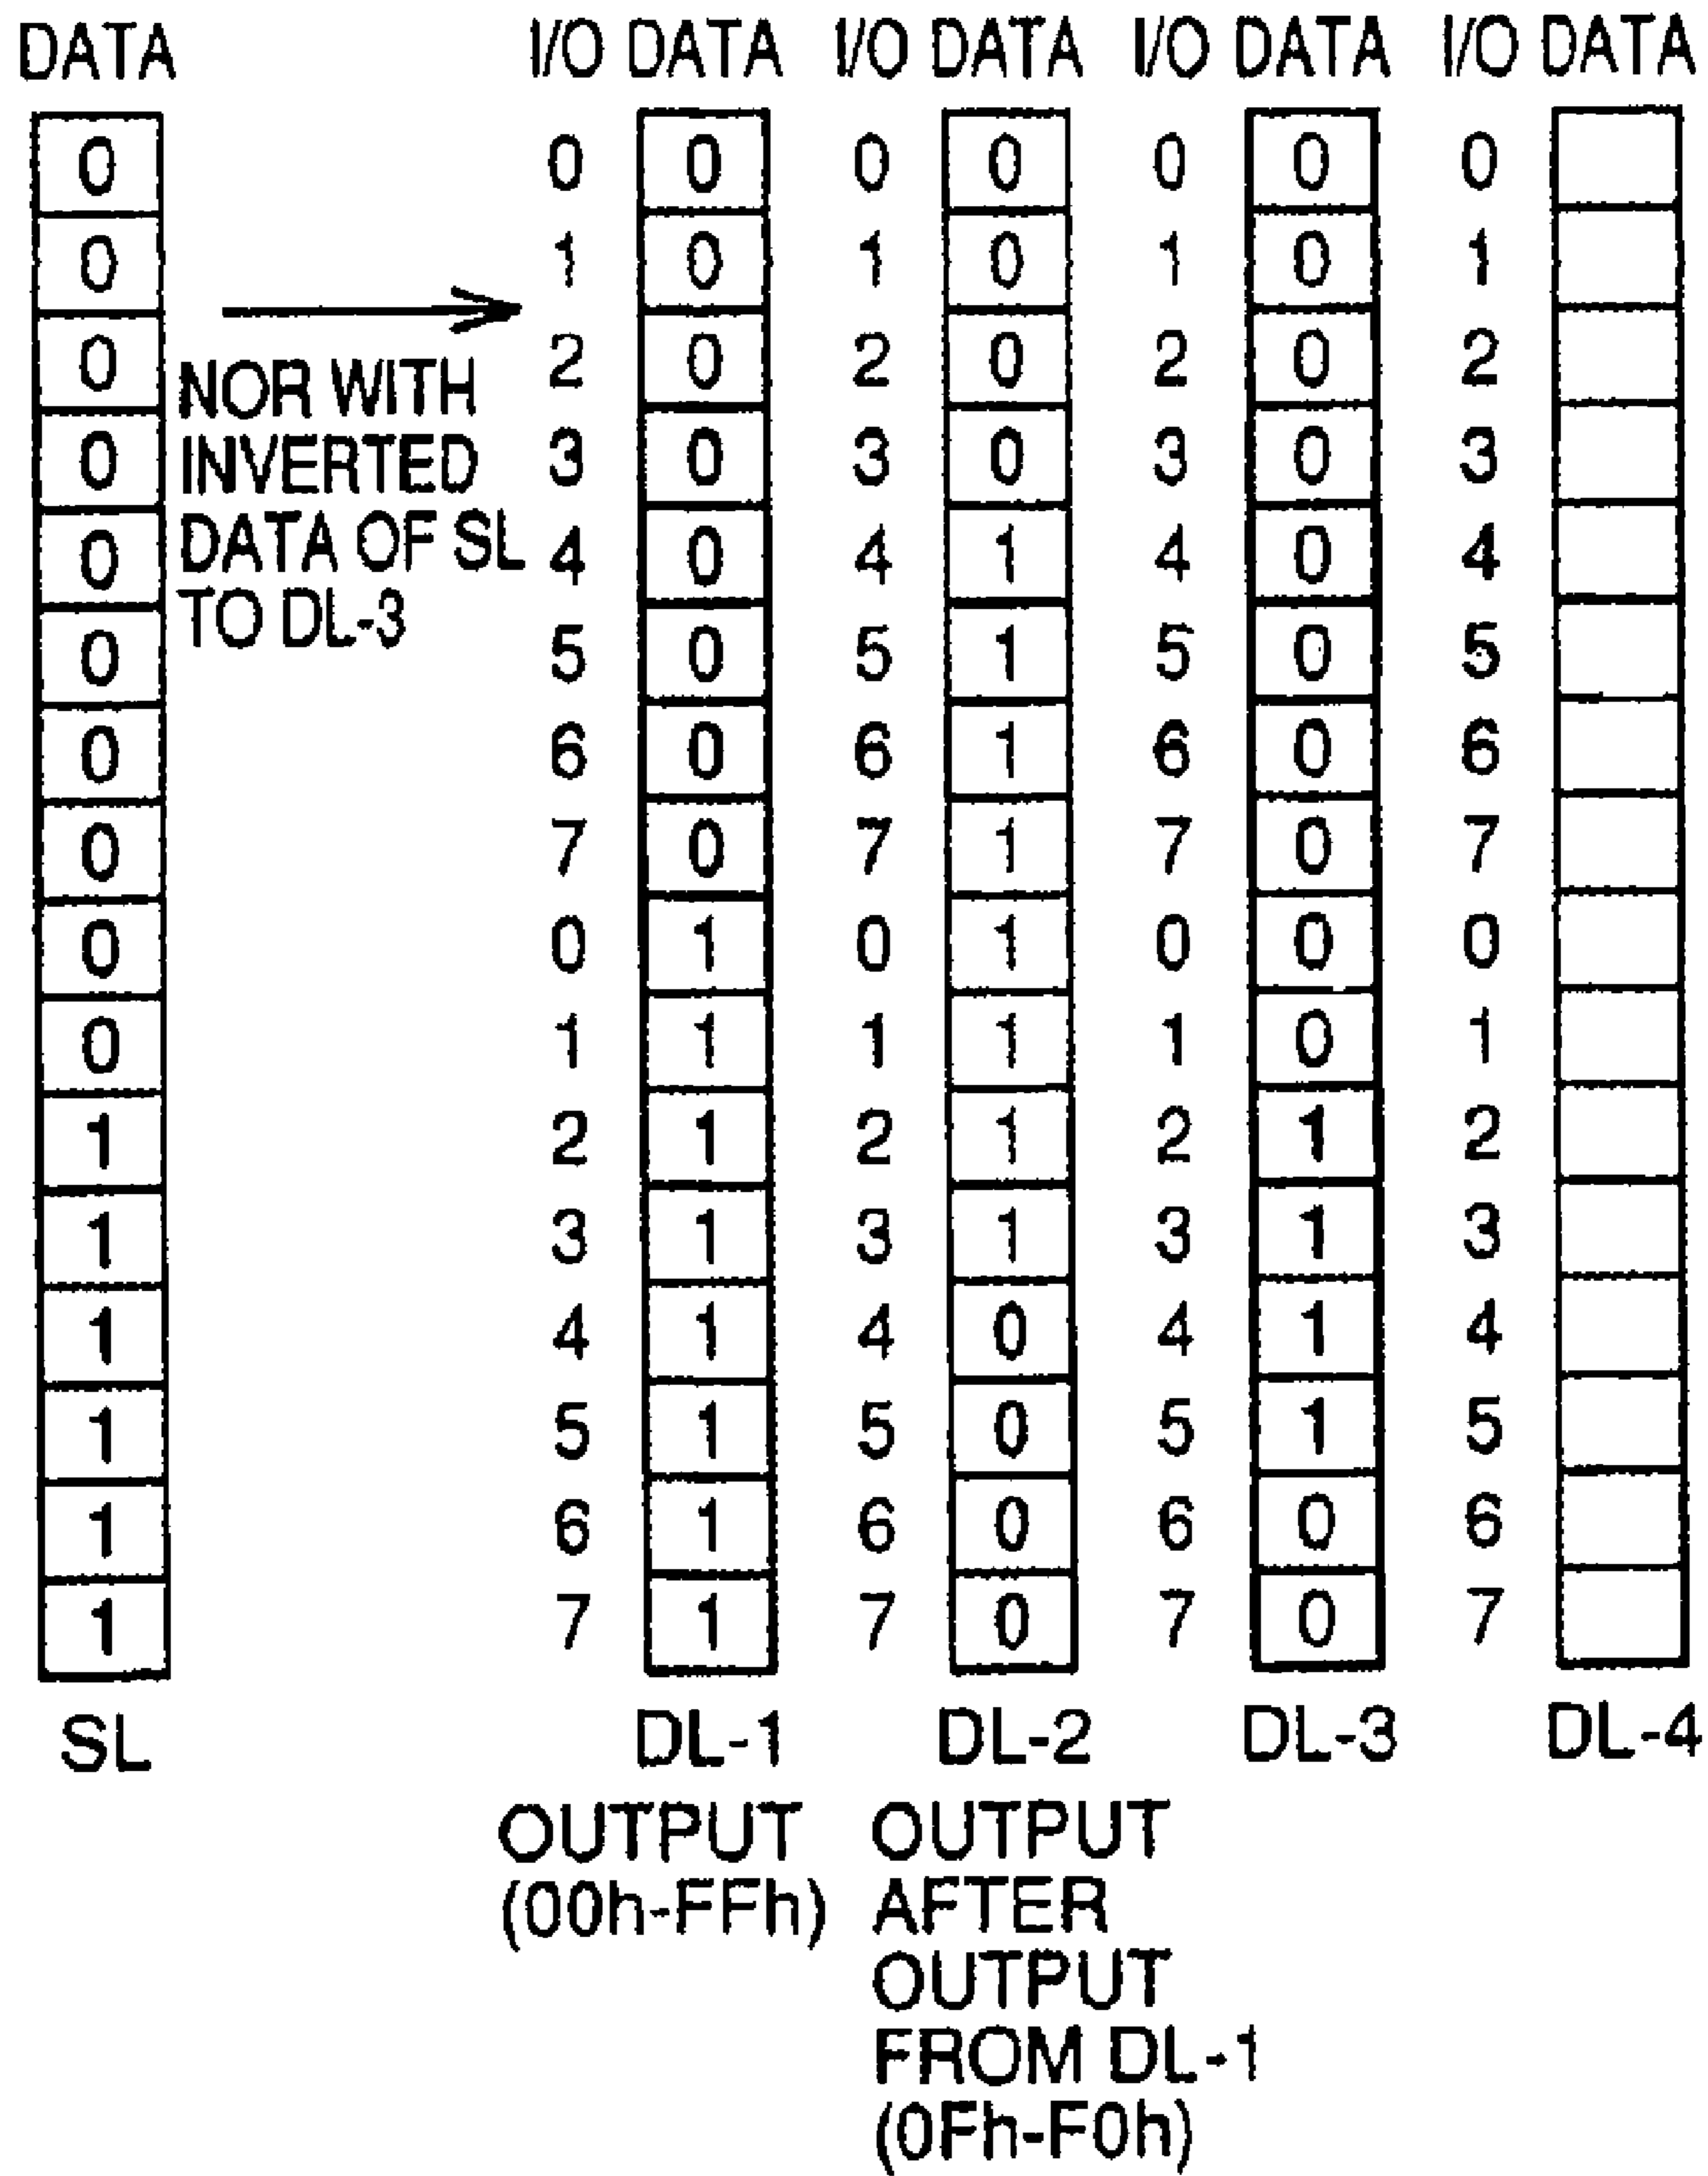 DATA I/O DATA I/O DATA I/O DATA I/O DATA
0 0 0 0 0 0 0 0
0 1 0 1 0 1 0 1
0 2 0 2 0 2 0 2
0 3 0 3 0 3 0 3
0 4 0 4 1 4 0 4
0 5 0 5 1 5 0 5
0 6 0 6 1 6 0 6
0 7 0 7 1 7 0 7
0 0 1 0 1 0 0 0
0 1 1 1 1 1 0 1
1 2 1 2 1 2 1 2
1 3 1 3 1 3 1 3
1 4 1 4 0 4 1 4
1 5 1 5 0 5 1 5
1 6 1 6 0 6 0 6
1 7 1 7 0 7 0 7
NOR WITH
INVERTED
DATA OF SL
TO DL-3
SL DL-1 DL-2 DL-3 DL-4
OUTPUT
(00h-FFh)
OUTPUT
AFTER
OUTPUT
FROM DL-1
(0Fh-F0h)